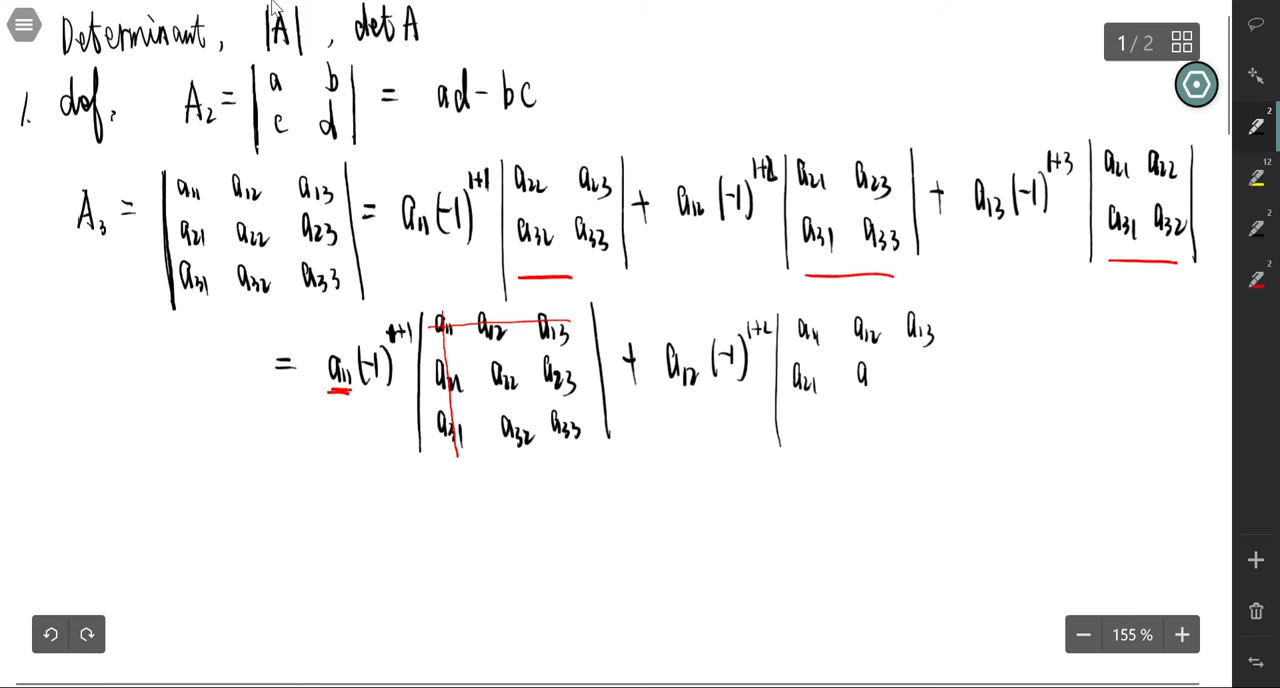 Determinant, |A|, det A
1. def. A₂ = | a b ; c d | = ad - bc
A₃ = | a₁₁ a₁₂ a₁₃ ; a₂₁ a₂₂ a₂₃ ; a₃₁ a₃₂ a₃₃ | = a₁₁(-1)¹⁺¹ | a₂₂ a₂₃ ; a₃₂ a₃₃ | + a₁₂(-1)¹⁺² | a₂₁ a₂₃ ; a₃₁ a₃₃ | + a₁₃(-1)¹⁺³ | a₂₁ a₂₂ ; a₃₁ a₃₂ |
= a₁₁(-1)¹⁺¹ | a₁₁ a₁₂ a₁₃ ; a₂₁ a₂₂ a₂₃ ; a₃₁ a₃₂ a₃₃ | + a₁₂(-1)¹⁺² | a₁₁ a₁₂ a₁₃ ; a₂₁ a
1 / 2
2
12
2
155 %